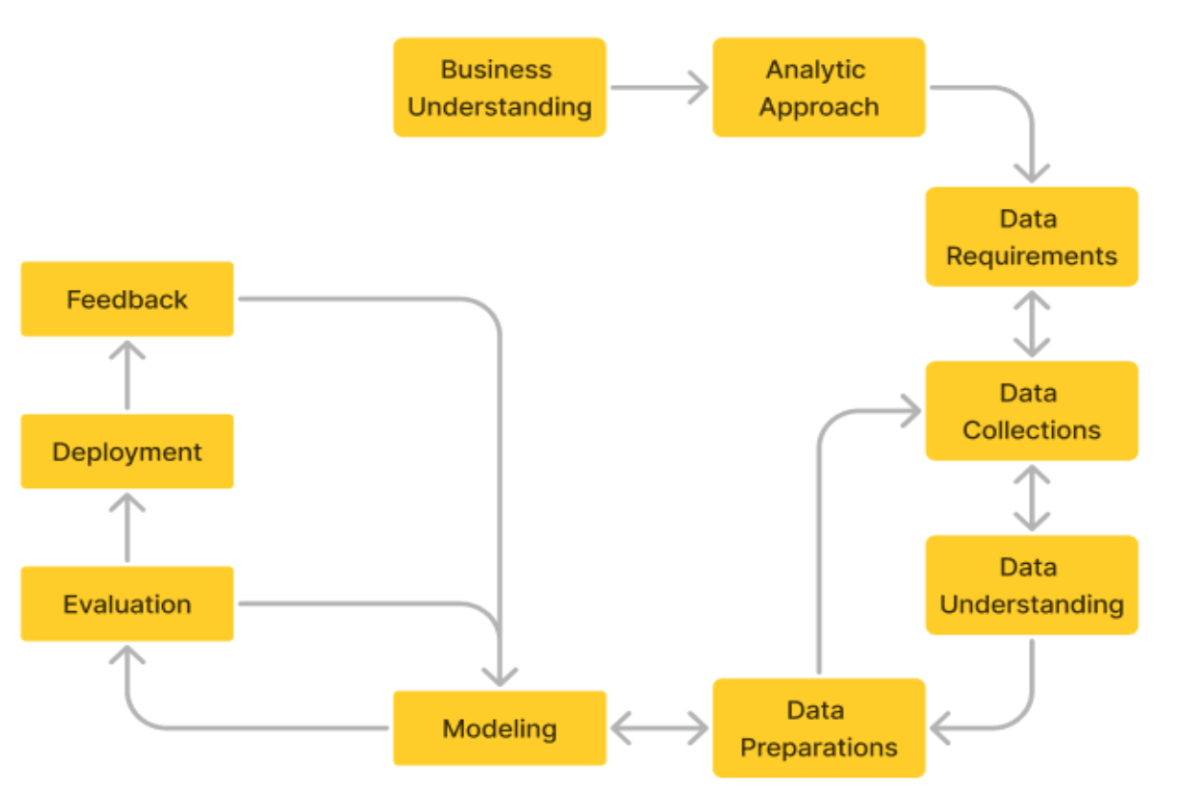 Business
Understanding
Analytic
Approach
Data
Requirements
Data
Collections
Data
Understanding
Data
Preparations
Modeling
Evaluation
Deployment
Feedback